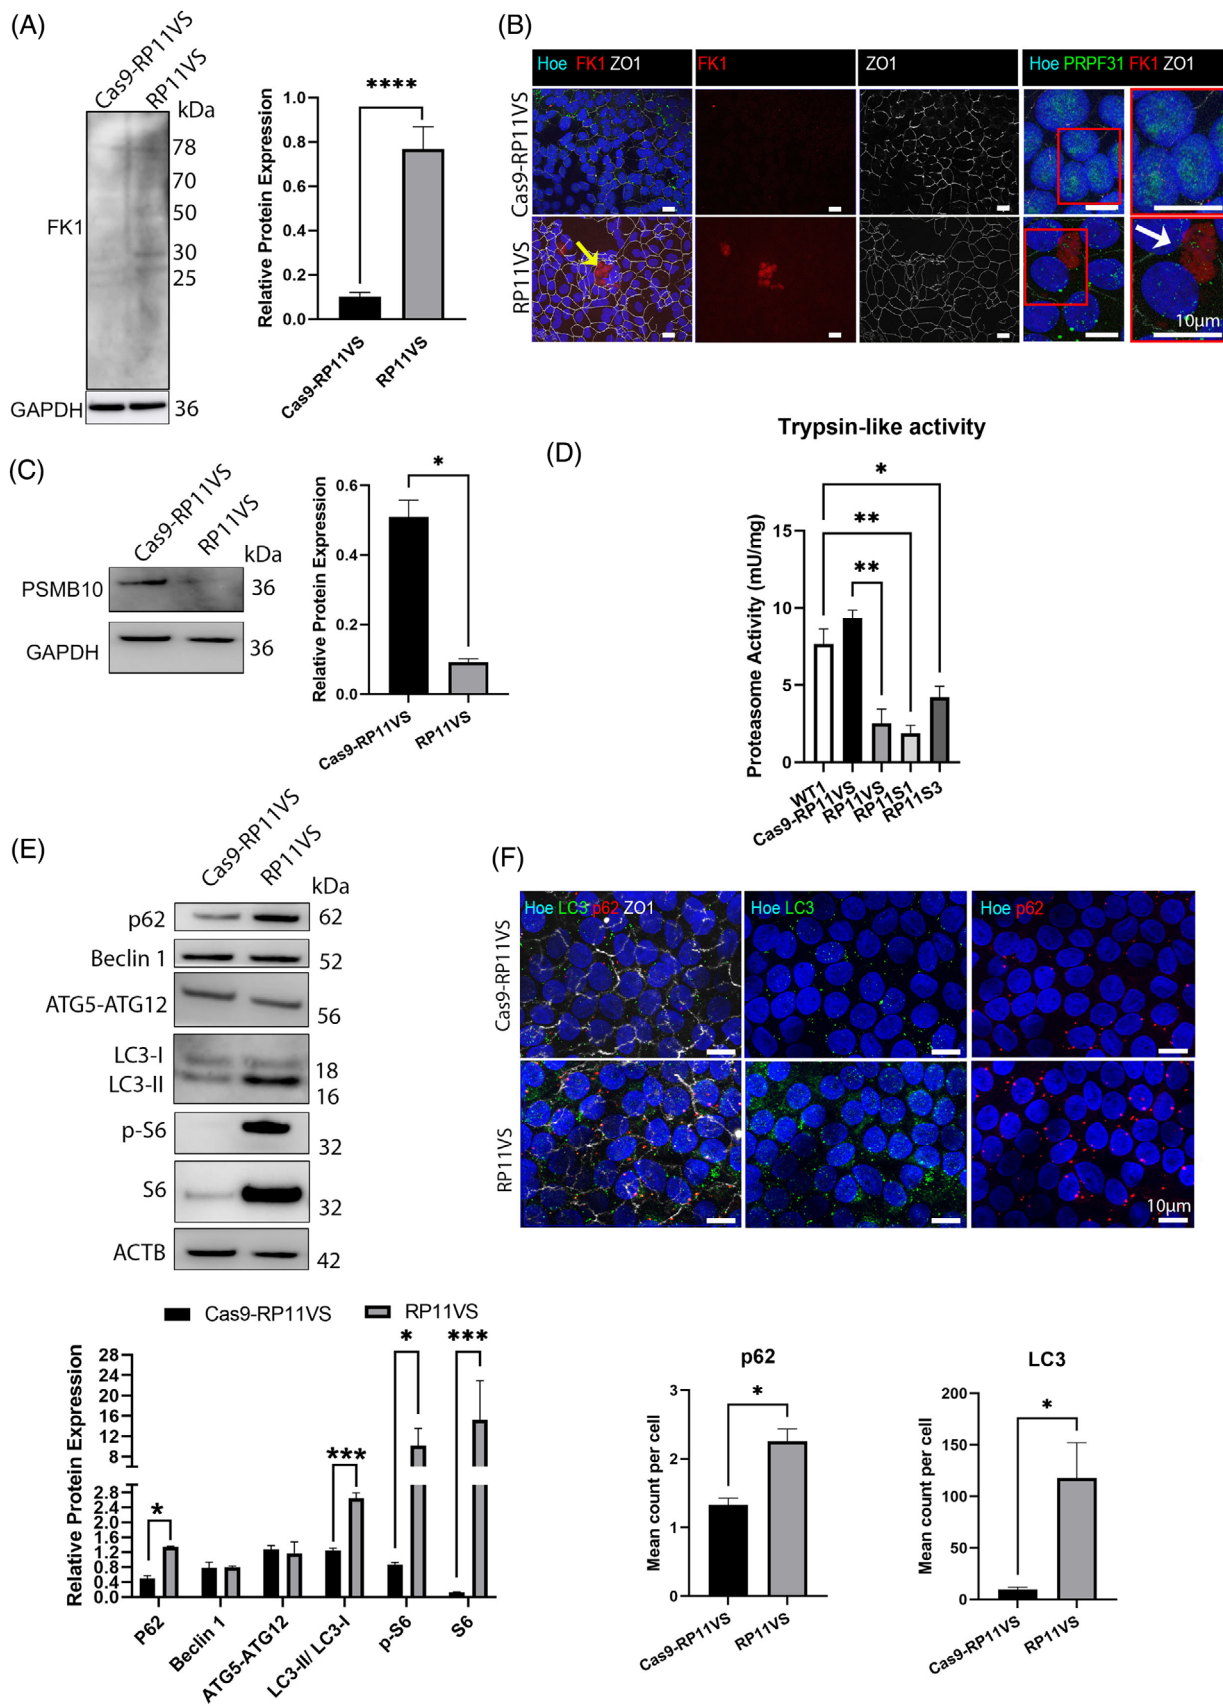 (A)
Cas9-RP11VS
RP11VS
kDa
78
70
50
30
25
FK1
GAPDH
36
****
Relative Protein Expression
1.0
0.8
0.6
0.4
0.2
0.0
Cas9-RP11VS
RP11VS
(B)
Hoe FK1 ZO1
FK1
ZO1
Hoe PRPF31 FK1 ZO1
Cas9-RP11VS
RP11VS
10µm
(C)
Cas9-RP11VS
RP11VS
kDa
PSMB10
36
GAPDH
36
*
Relative Protein Expression
0.6
0.4
0.2
0.0
Cas9-RP11VS
RP11VS
(D)
Trypsin-like activity
*
**
**
Proteasome Activity (mU/mg)
15
10
5
0
WT1
Cas9-RP11VS
RP11VS
RP11S1
RP11S3
(E)
Cas9-RP11VS
RP11VS
kDa
p62
62
Beclin 1
52
ATG5-ATG12
56
LC3-I
18
LC3-II
16
p-S6
32
S6
32
ACTB
42
Cas9-RP11VS
RP11VS
Relative Protein Expression
28
24
20
16
12
8
2.8
2.4
2.0
1.6
1.2
0.8
0.4
0.0
*
***
*
***
P62
Beclin 1
ATG5-ATG12
LC3-II/ LC3-I
p-S6
S6
(F)
Hoe LC3 p62 ZO1
Hoe LC3
Hoe p62
Cas9-RP11VS
RP11VS
10µm
p62
*
Mean count per cell
3
2
1
0
Cas9-RP11VS
RP11VS
LC3
*
Mean count per cell
200
150
100
50
0
Cas9-RP11VS
RP11VS